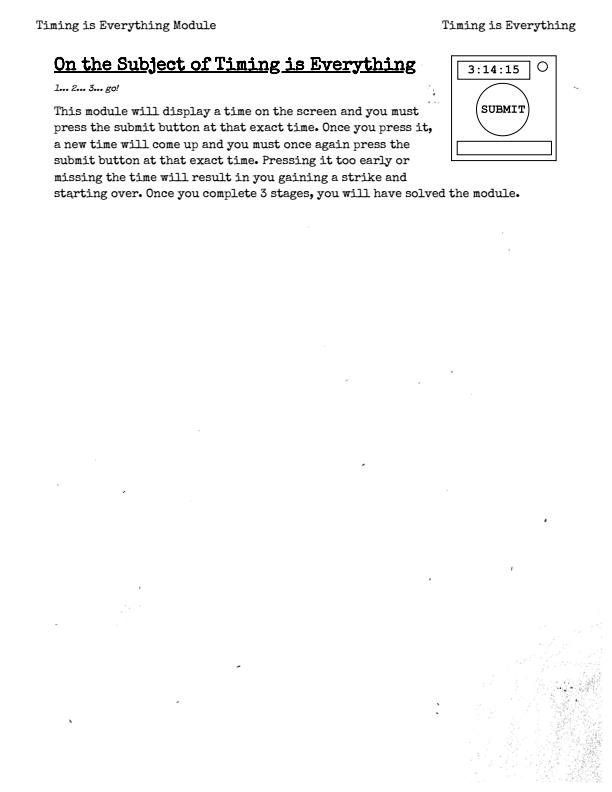 Timing is Everything Module
Timing is Everything
On the Subject of Timing is Everything
1... 2... 3... go!
This module will display a time on the screen and you must
press the submit button at that exact time. Once you press it,
a new time will come up and you must once again press the
submit button at that exact time. Pressing it too early or
missing the time will result in you gaining a strike and
starting over. Once you complete 3 stages, you will have solved the module.
3:14:15
SUBMIT